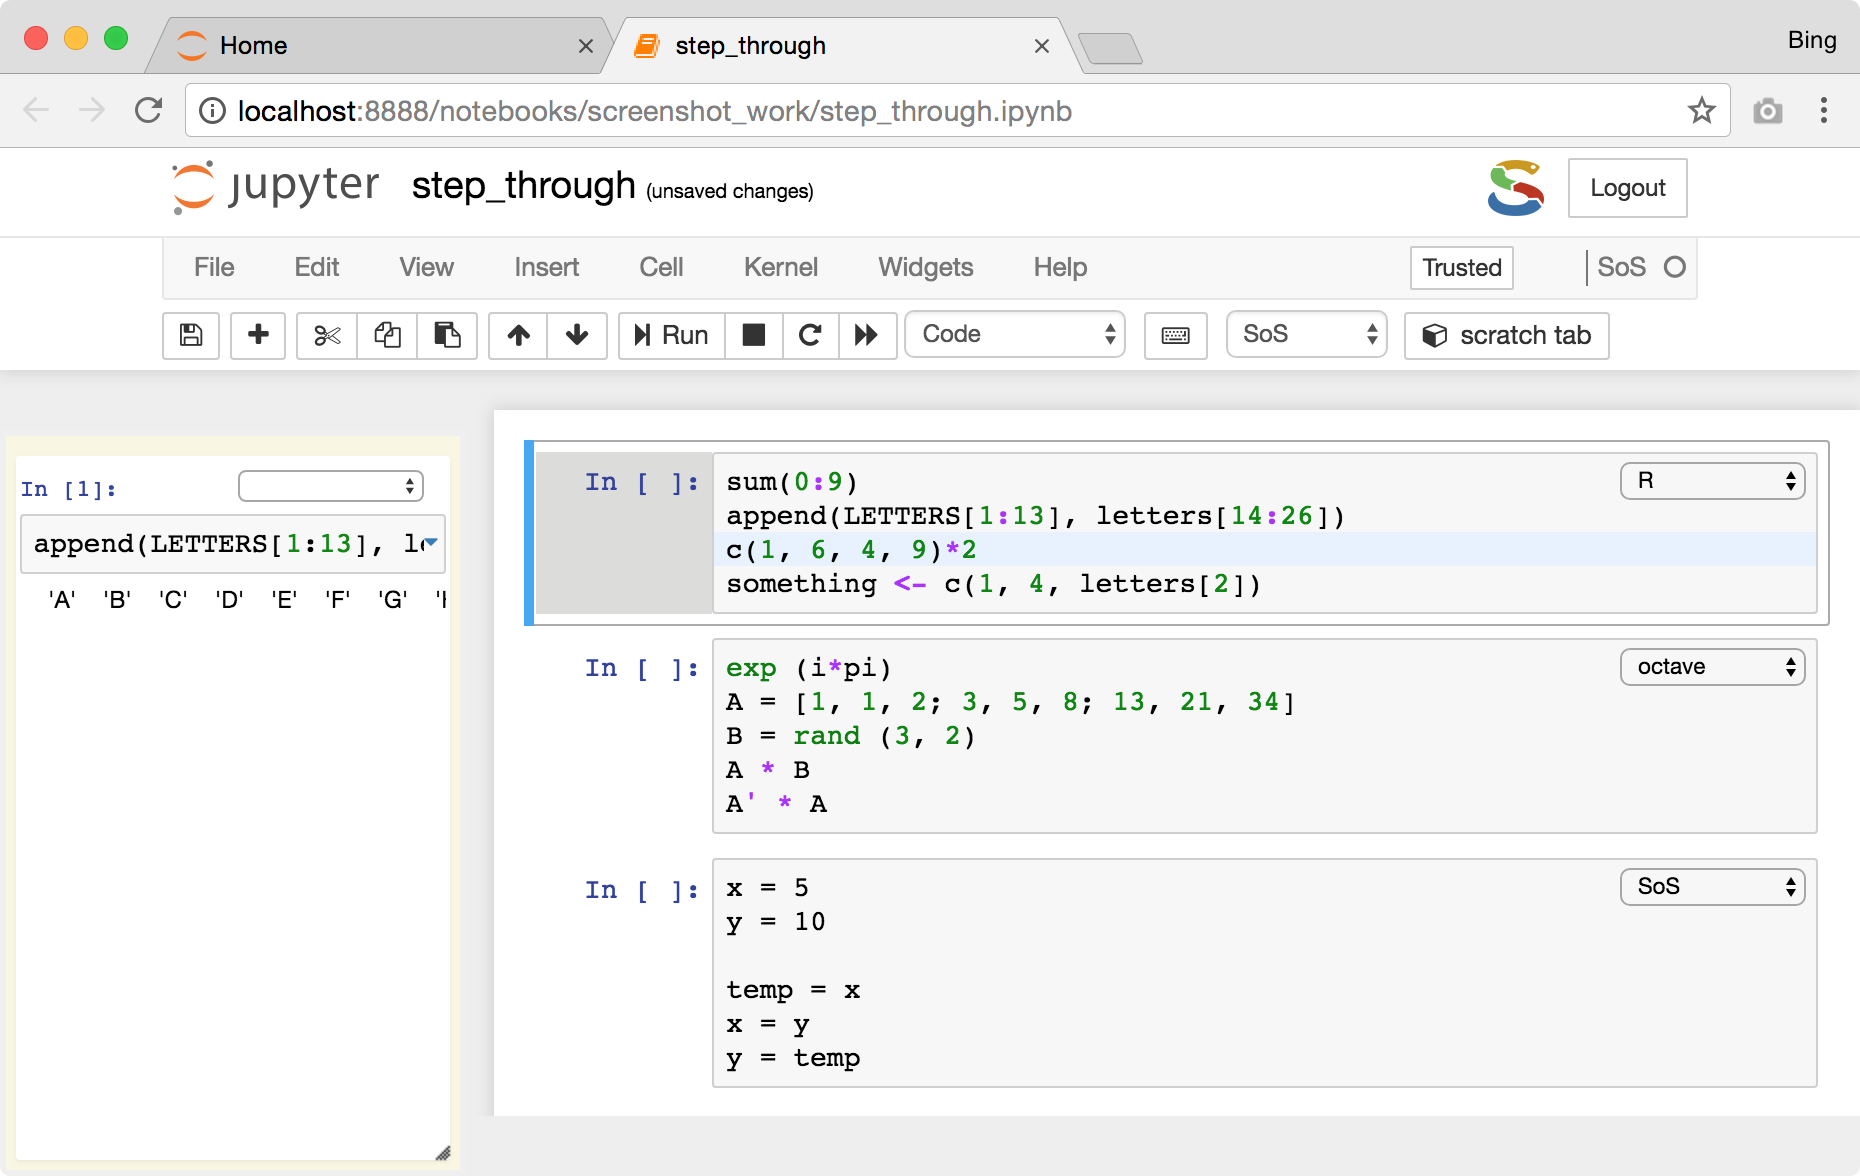 Home
step_through
Bing
localhost:8888/notebooks/screenshot_work/step_through.ipynb
jupyter step_through (unsaved changes)
Logout
File Edit View Insert Cell Kernel Widgets Help Trusted SoS
Run Code SoS scratch tab
In [1]:
append(LETTERS[1:13], l
'A' 'B' 'C' 'D' 'E' 'F' 'G'
In [ ]:
R
sum(0:9)
append(LETTERS[1:13], letters[14:26])
c(1, 6, 4, 9)*2
something <- c(1, 4, letters[2])
In [ ]:
octave
exp (i*pi)
A = [1, 1, 2; 3, 5, 8; 13, 21, 34]
B = rand (3, 2)
A * B
A' * A
In [ ]:
SoS
x = 5
y = 10
temp = x
x = y
y = temp